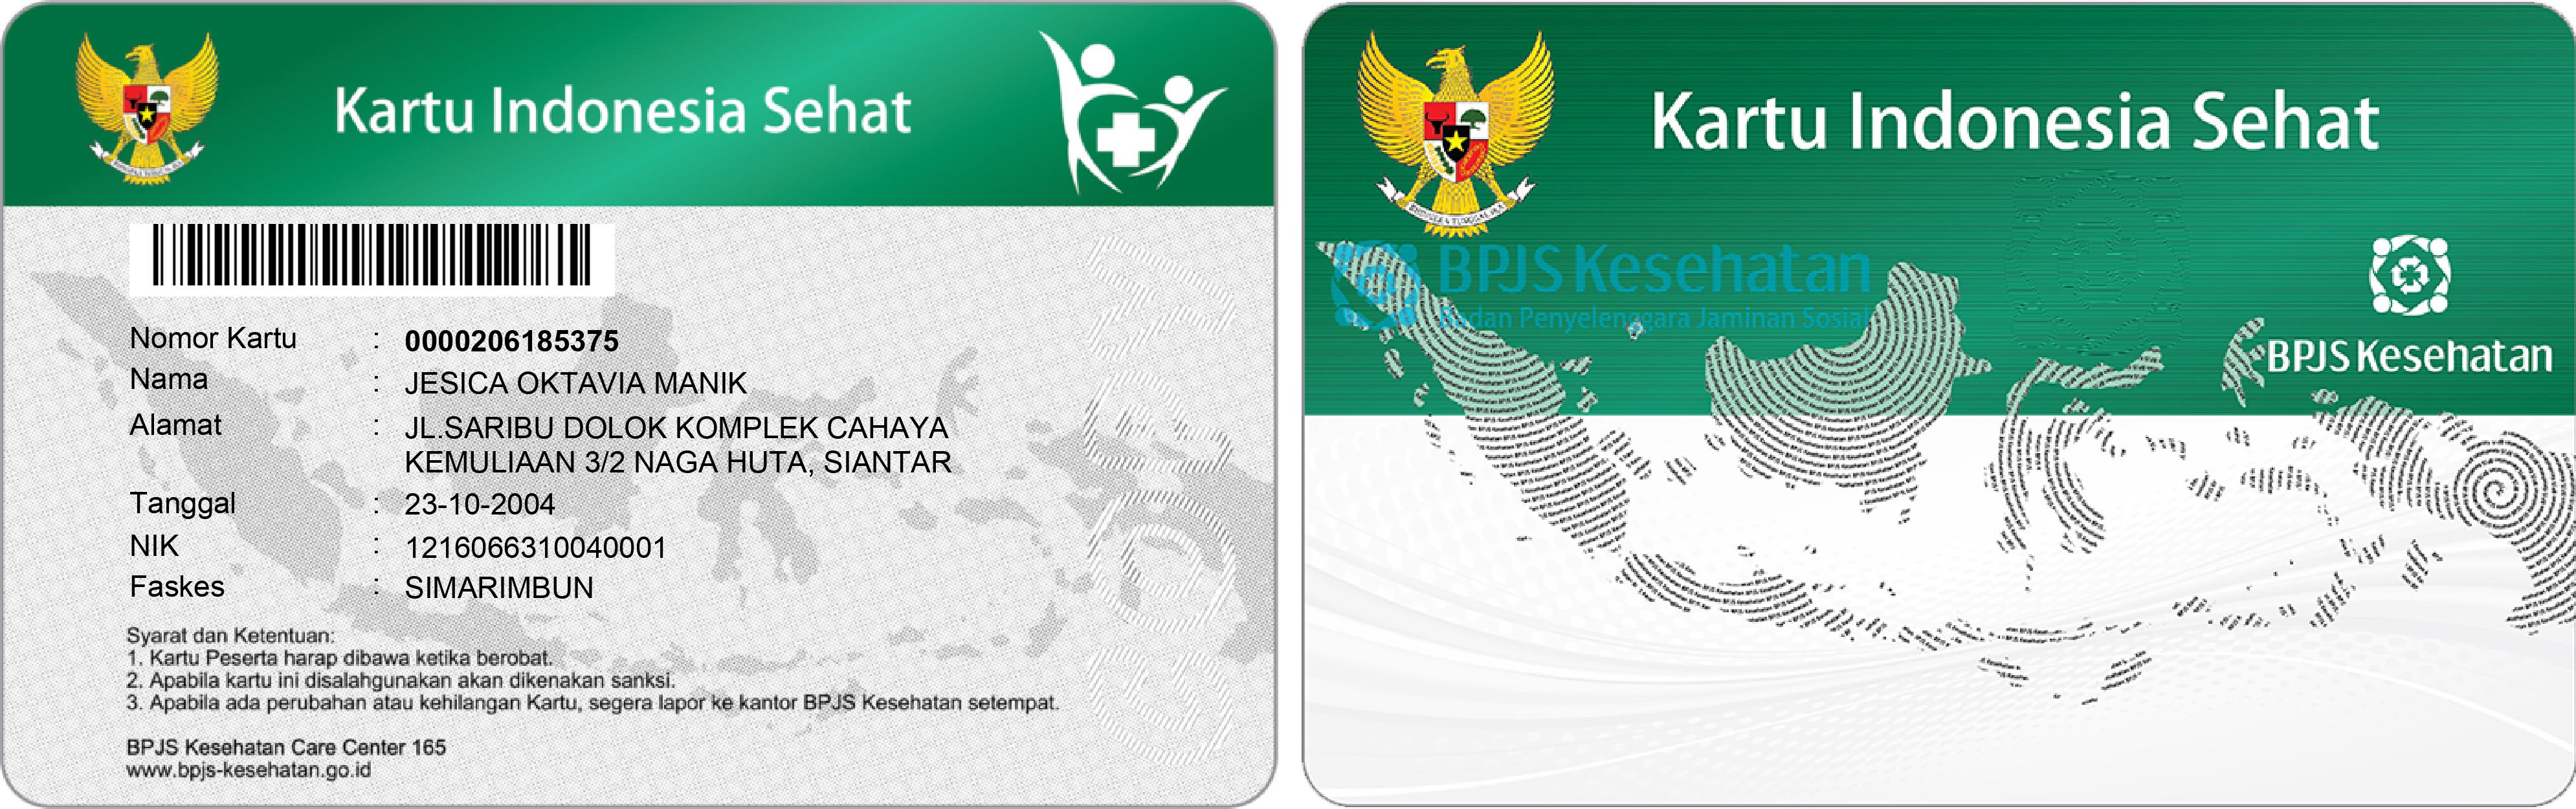 Kartu Indonesia Sehat
Nomor Kartu : 0000206185375
Nama : JESICA OKTAVIA MANIK
Alamat : JL.SARIBU DOLOK KOMPLEK CAHAYA
KEMULIAAN 3/2 NAGA HUTA, SIANTAR
Tanggal : 23-10-2004
NIK : 1216066310040001
Faskes : SIMARIMBUN
Syarat dan Ketentuan:
1. Kartu Peserta harap dibawa ketika berobat.
2. Apabila kartu ini disalahgunakan akan dikenakan sanksi.
3. Apabila ada perubahan atau kehilangan Kartu, segera lapor ke kantor BPJS Kesehatan setempat.
BPJS Kesehatan Care Center 165
www.bpjs-kesehatan.go.id
Kartu Indonesia Sehat
BHINNEKA TUNGGAL IKA
BPJS Kesehatan
Badan Penyelenggara Jaminan Sosial
BPJS Kesehatan